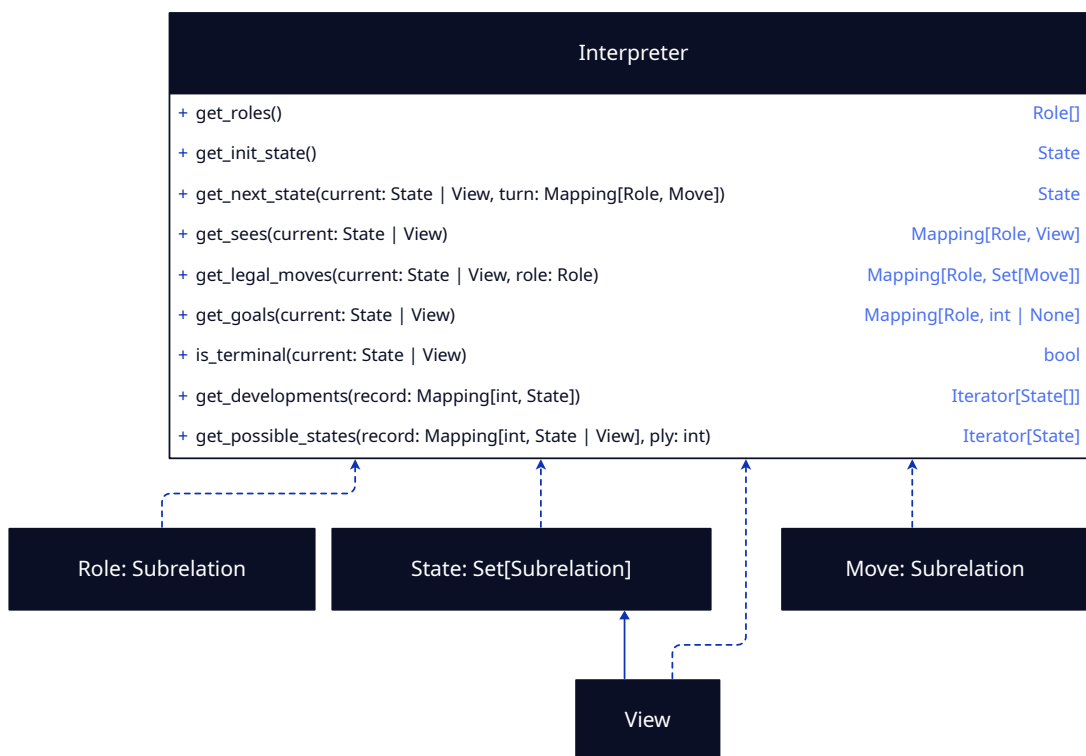 Interpreter
+ get_roles() Role[]
+ get_init_state() State
+ get_next_state(current: State | View, turn: Mapping[Role, Move]) State
+ get_sees(current: State | View) Mapping[Role, View]
+ get_legal_moves(current: State | View, role: Role) Mapping[Role, Set[Move]]
+ get_goals(current: State | View) Mapping[Role, int | None]
+ is_terminal(current: State | View) bool
+ get_developments(record: Mapping[int, State]) Iterator[State[]]
+ get_possible_states(record: Mapping[int, State | View], ply: int) Iterator[State]
Role: Subrelation
State: Set[Subrelation]
Move: Subrelation
View